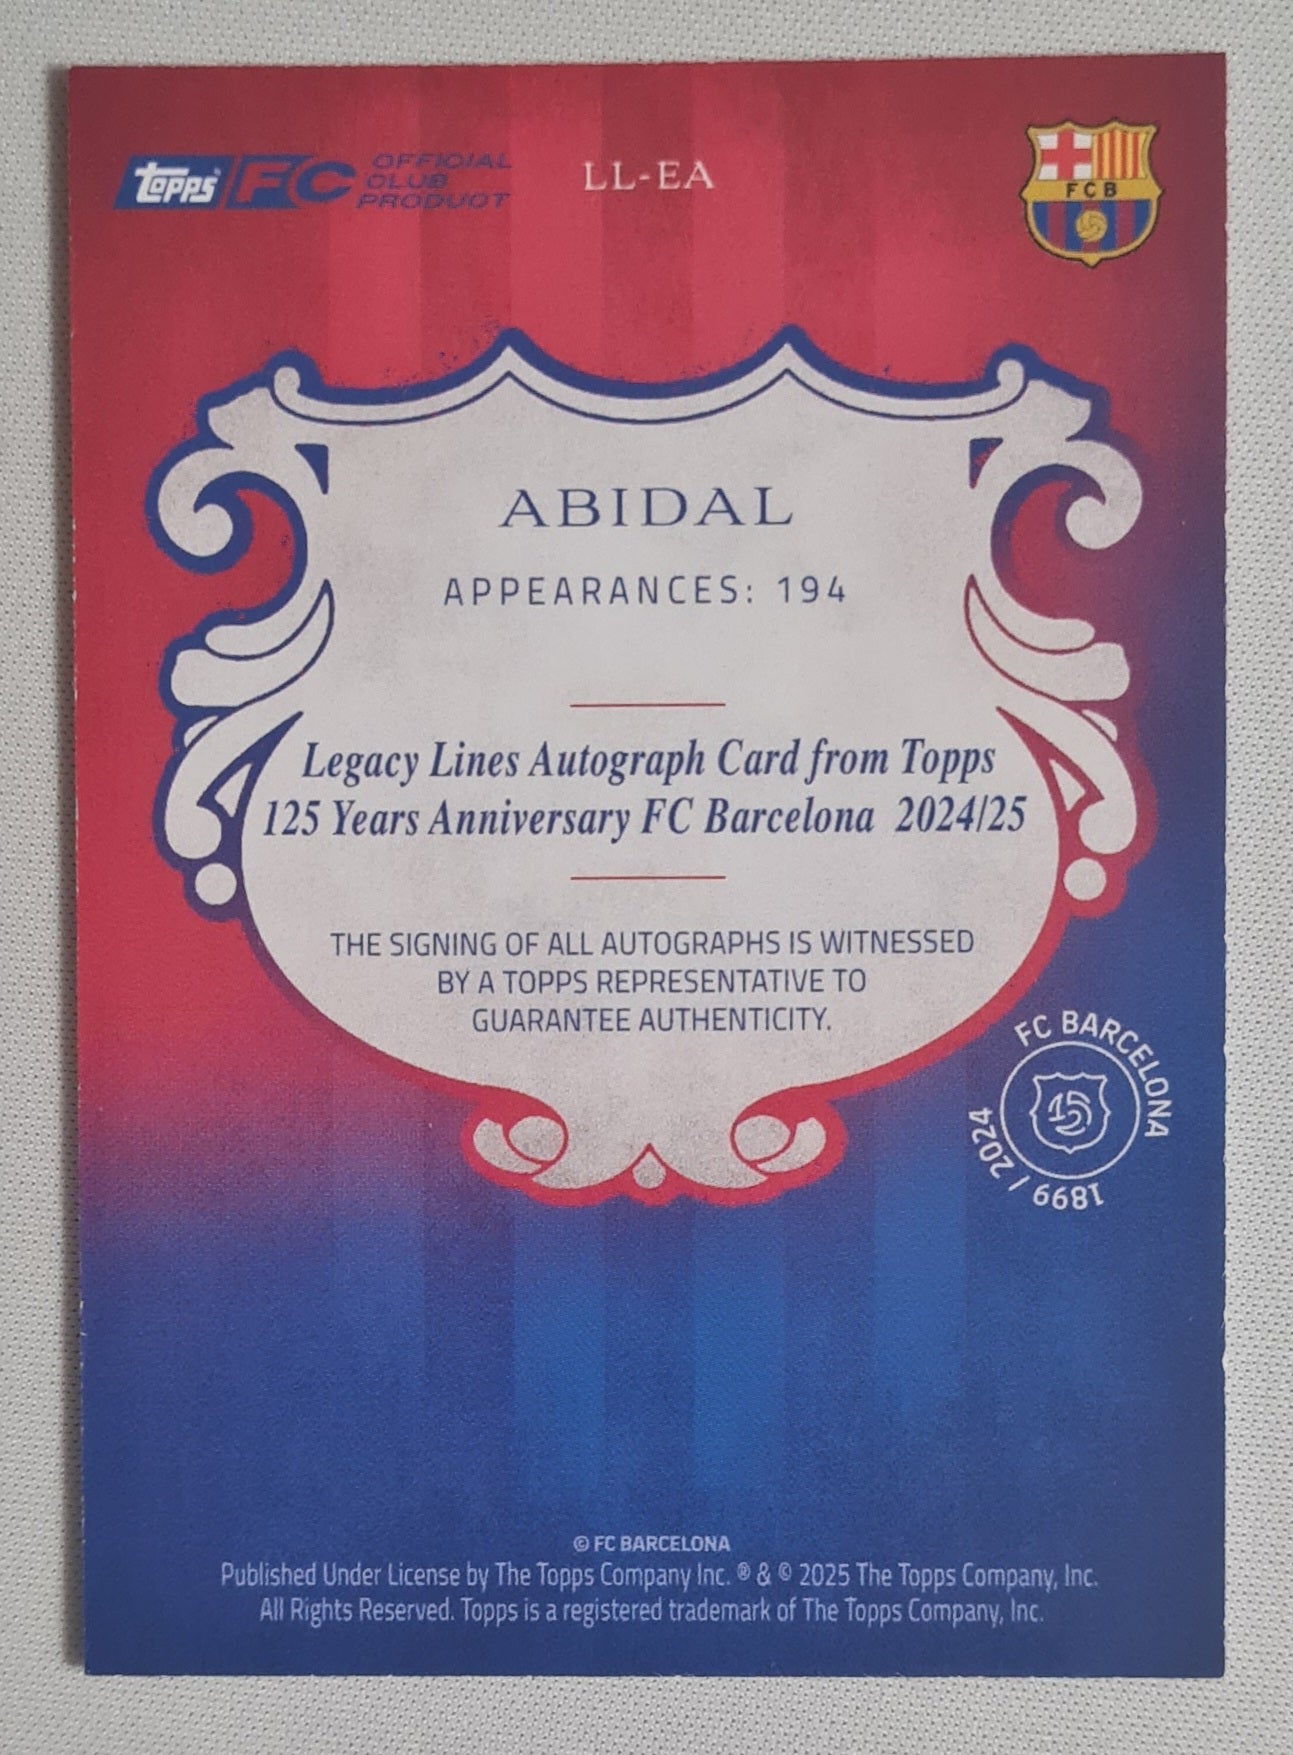 TOPPS FC OFFICIAL
CLUB
PRODUCT
LL-EA
FCB
ABIDAL
APPEARANCES: 194
Legacy Lines Autograph Card from Topps
125 Years Anniversary FC Barcelona 2024/25
THE SIGNING OF ALL AUTOGRAPHS IS WITNESSED
BY A TOPPS REPRESENTATIVE TO
GUARANTEE AUTHENTICITY.
FC BARCELONA
125
1899 / 2024
© FC BARCELONA
Published Under License by The Topps Company Inc. ® & © 2025 The Topps Company, Inc.
All Rights Reserved. Topps is a registered trademark of The Topps Company, Inc.